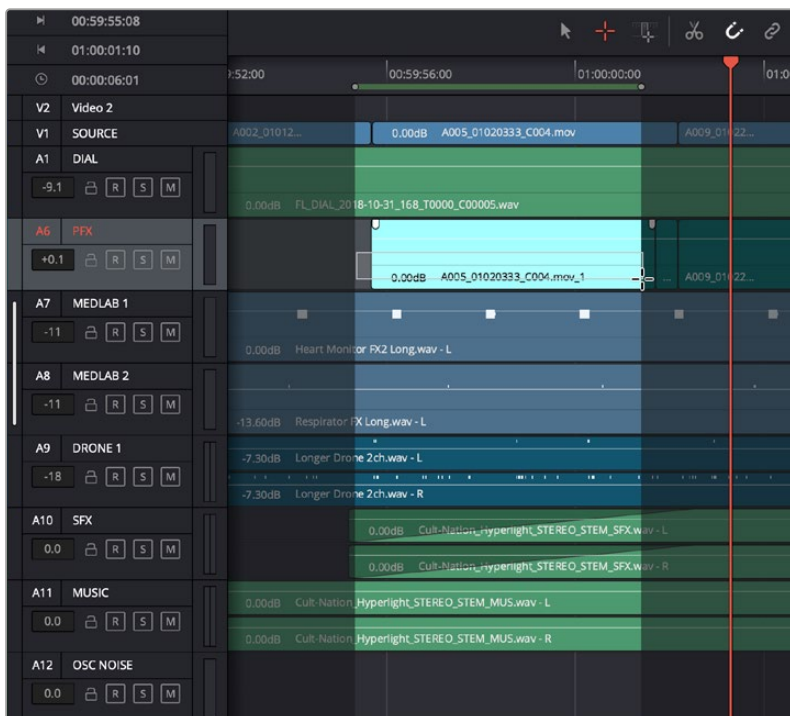 00:59:55:08
01:00:01:10
00:00:06:01
9:52:00 00:59:56:00 01:00:00:00 01:0
V2 Video 2
V1 SOURCE A002_01012... 0.00dB A005_01020333_C004.mov A009_01022...
A1 DIAL
-9.1 R S M
0.00dB FL_DIAL_2018-10-31_168_T0000_C00005.wav
A6 PFX
+0.1 R S M
0.00dB A005_01020333_C004.mov_1 ... A009_01022...
A7 MEDLAB 1
-11 R S M
0.00dB Heart Monitor FX2 Long.wav - L
A8 MEDLAB 2
-11 R S M
-13.60dB Respirator FX Long.wav - L
A9 DRONE 1
-7.30dB Longer Drone 2ch.wav - L
-18 R S M
-7.30dB Longer Drone 2ch.wav - R
A10 SFX
0.00dB Cult-Nation_Hyperlight_STEREO_STEM_SFX.wav - L
0.0 R S M
0.00dB Cult-Nation_Hyperlight_STEREO_STEM_SFX.wav - R
A11 MUSIC
0.00dB Cult-Nation_Hyperlight_STEREO_STEM_MUS.wav - L
0.0 R S M
0.00dB Cult-Nation_Hyperlight_STEREO_STEM_MUS.wav - R
A12 OSC NOISE
0.0 R S M